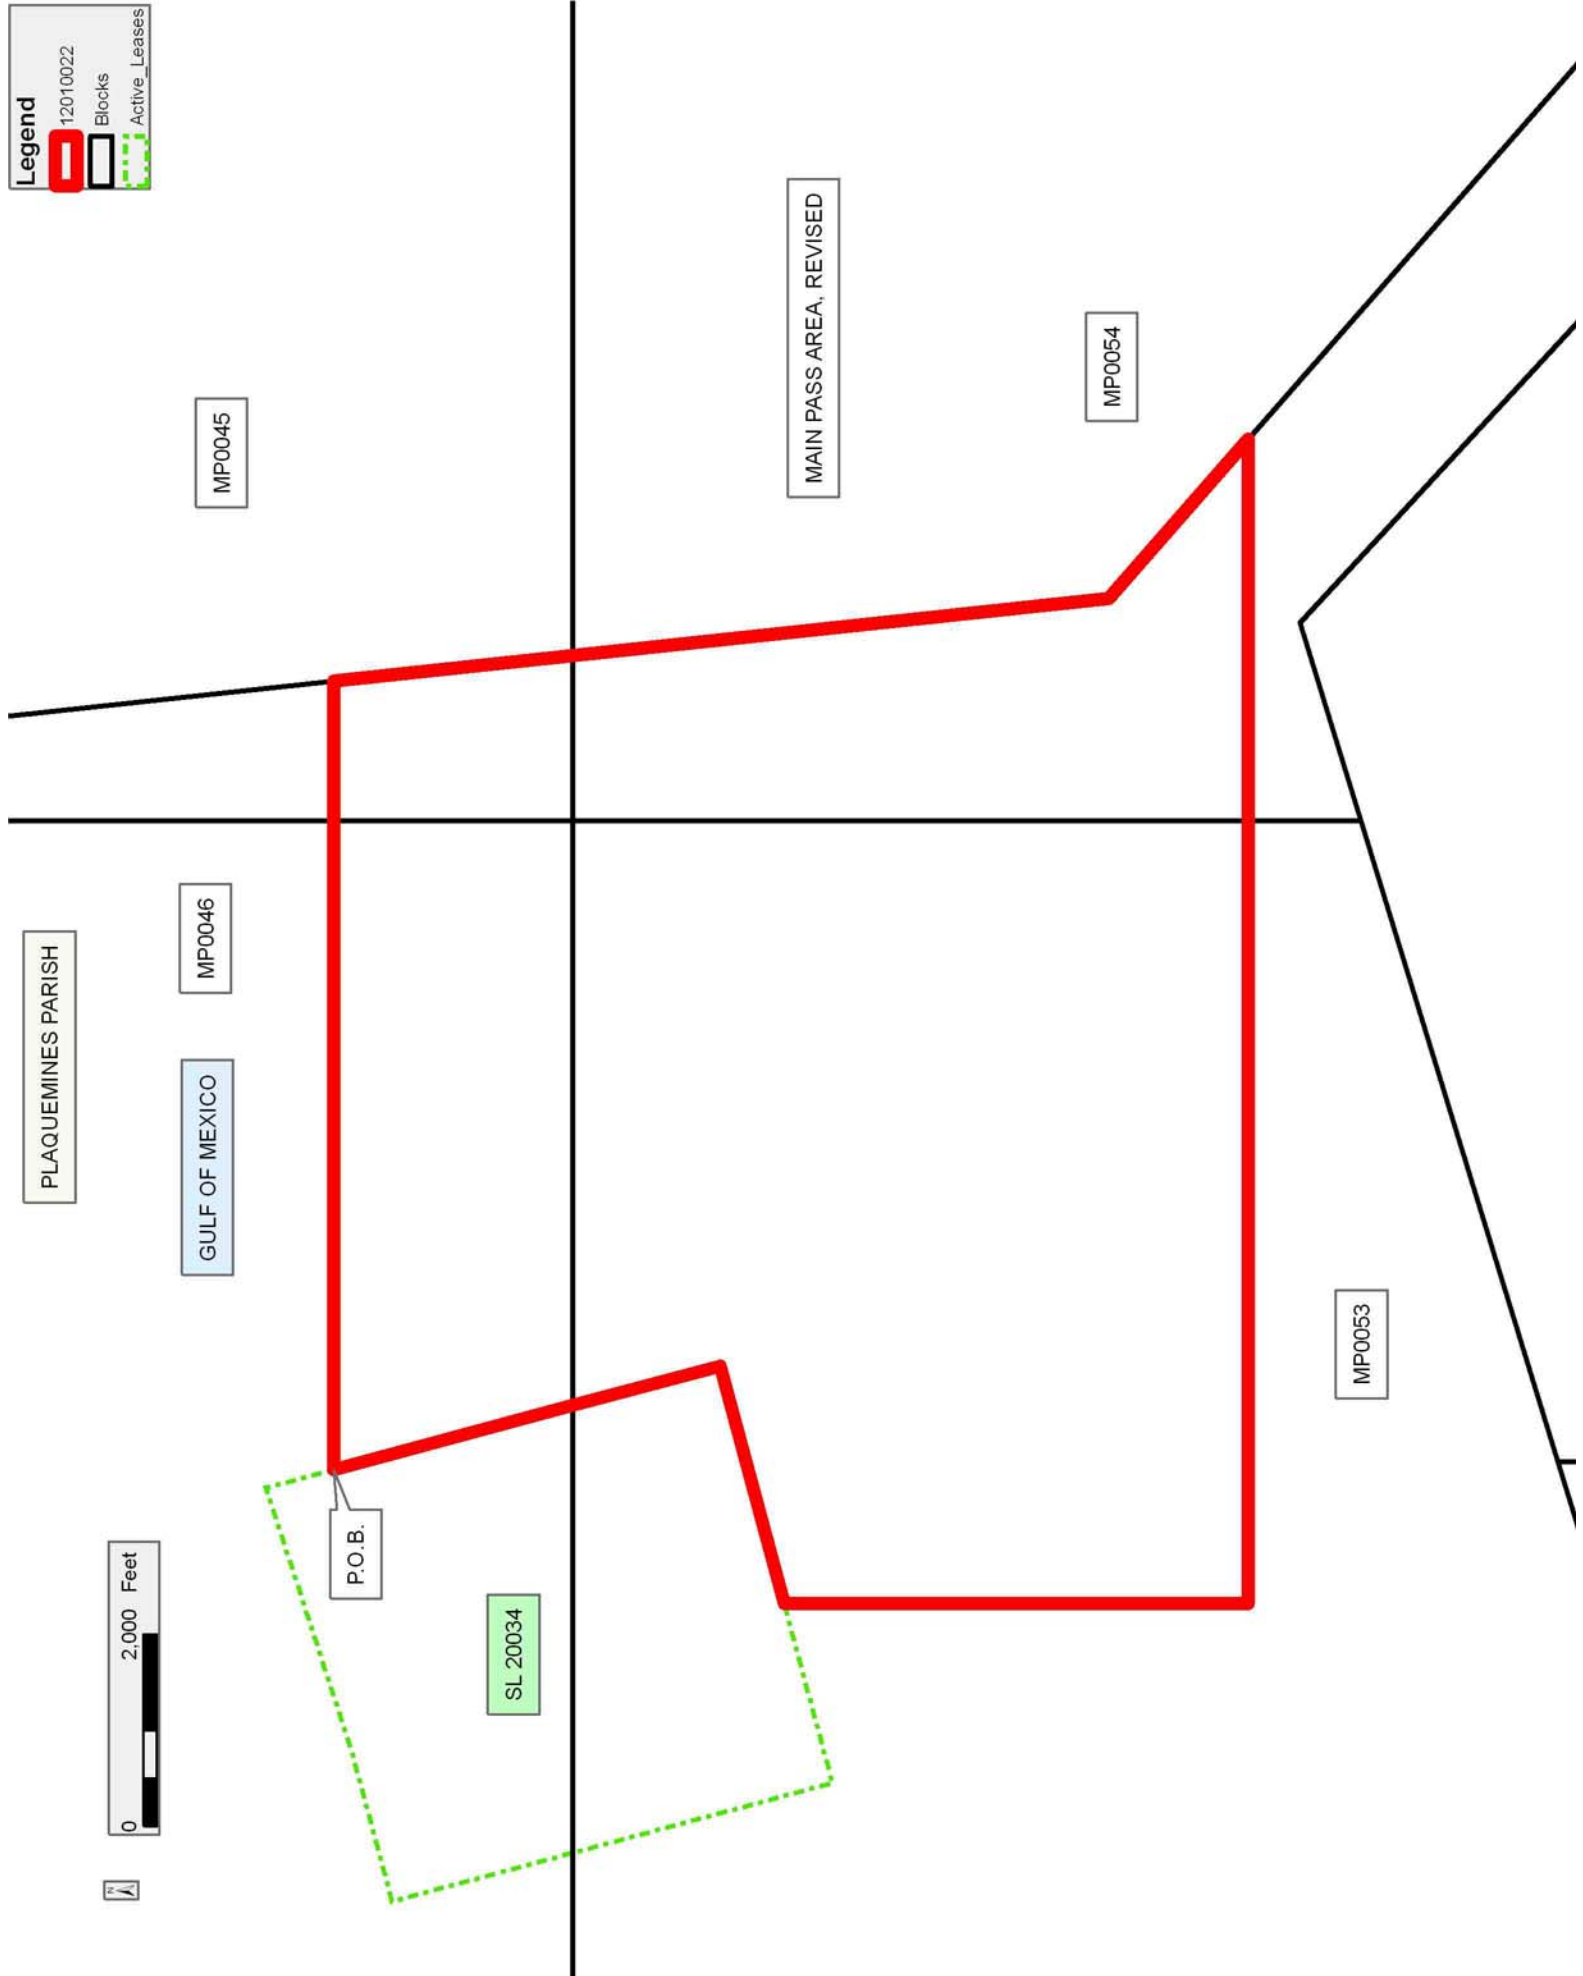 Legend
12010022
Blocks
Active_Leases
PLAQUEMINES PARISH
GULF OF MEXICO
MP0046
MP0045
0
2,000 Feet
N
P.O.B.
SL 20034
MAIN PASS AREA, REVISED
MP0054
MP0053